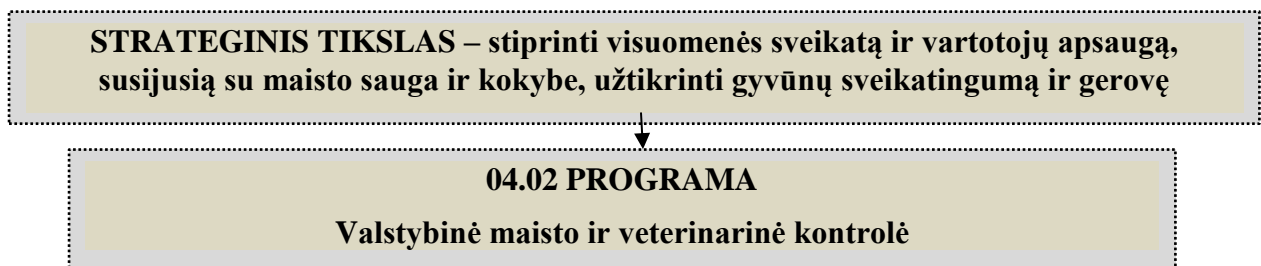 STRATEGINIS TIKSLAS – stiprinti visuomenės sveikatą ir vartotojų apsaugą,
susijusią su maisto sauga ir kokybe, užtikrinti gyvūnų sveikatingumą ir gerovę
04.02 PROGRAMA
Valstybinė maisto ir veterinarinė kontrolė